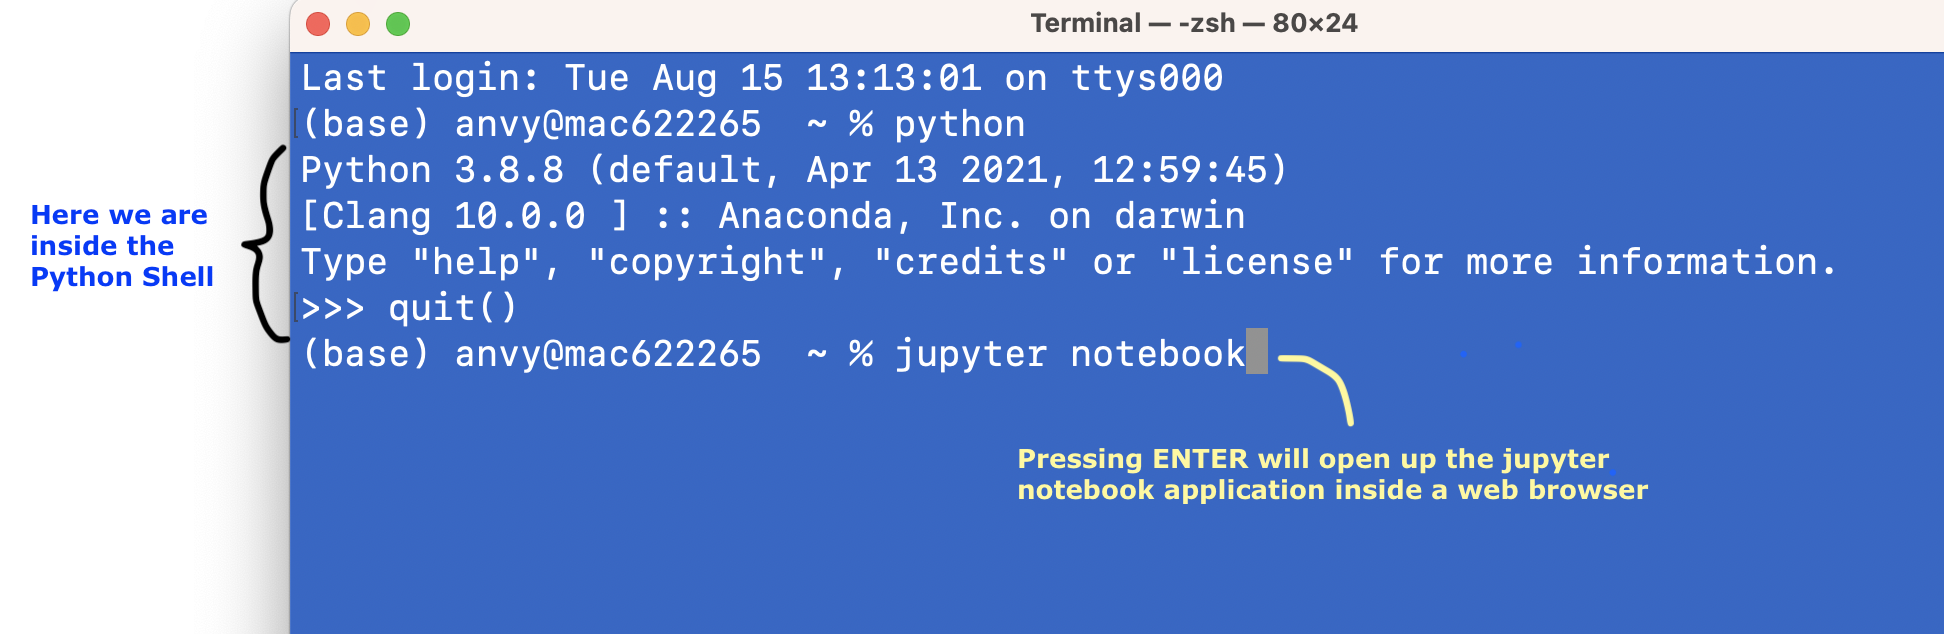 Terminal — -zsh — 80×24
Last login: Tue Aug 15 13:13:01 on ttys000
(base) anvy@mac622265  ~ % python
Python 3.8.8 (default, Apr 13 2021, 12:59:45)
[Clang 10.0.0 ] :: Anaconda, Inc. on darwin
Type "help", "copyright", "credits" or "license" for more information.
>>> quit()
(base) anvy@mac622265  ~ % jupyter notebook
Here we are
inside the
Python Shell
Pressing ENTER will open up the jupyter
notebook application inside a web browser